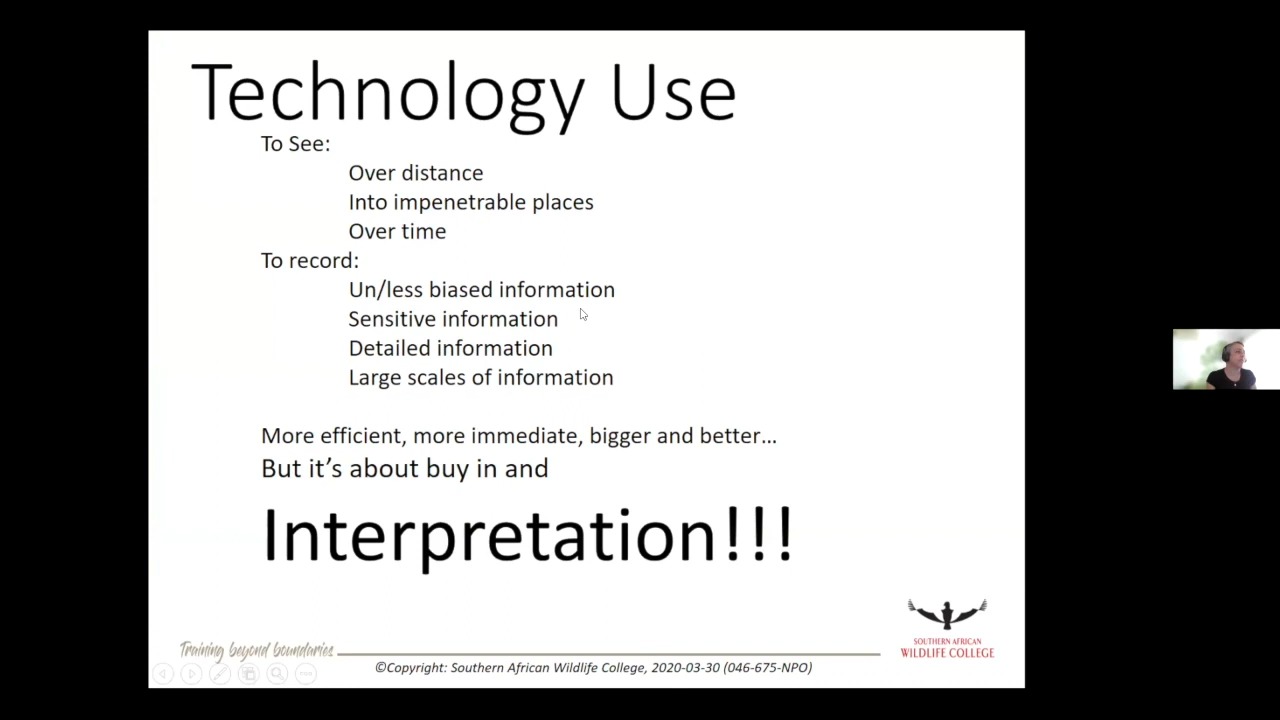 Technology Use
To See:
Over distance
Into impenetrable places
Over time
To record:
Un/less biased information
Sensitive information
Detailed information
Large scales of information
More efficient, more immediate, bigger and better…
But it’s about buy in and
Interpretation!!!
SOUTHERN AFRICAN
WILDLIFE COLLEGE
Training beyond boundaries
©Copyright: Southern African Wildlife College, 2020-03-30 (046-675-NPO)